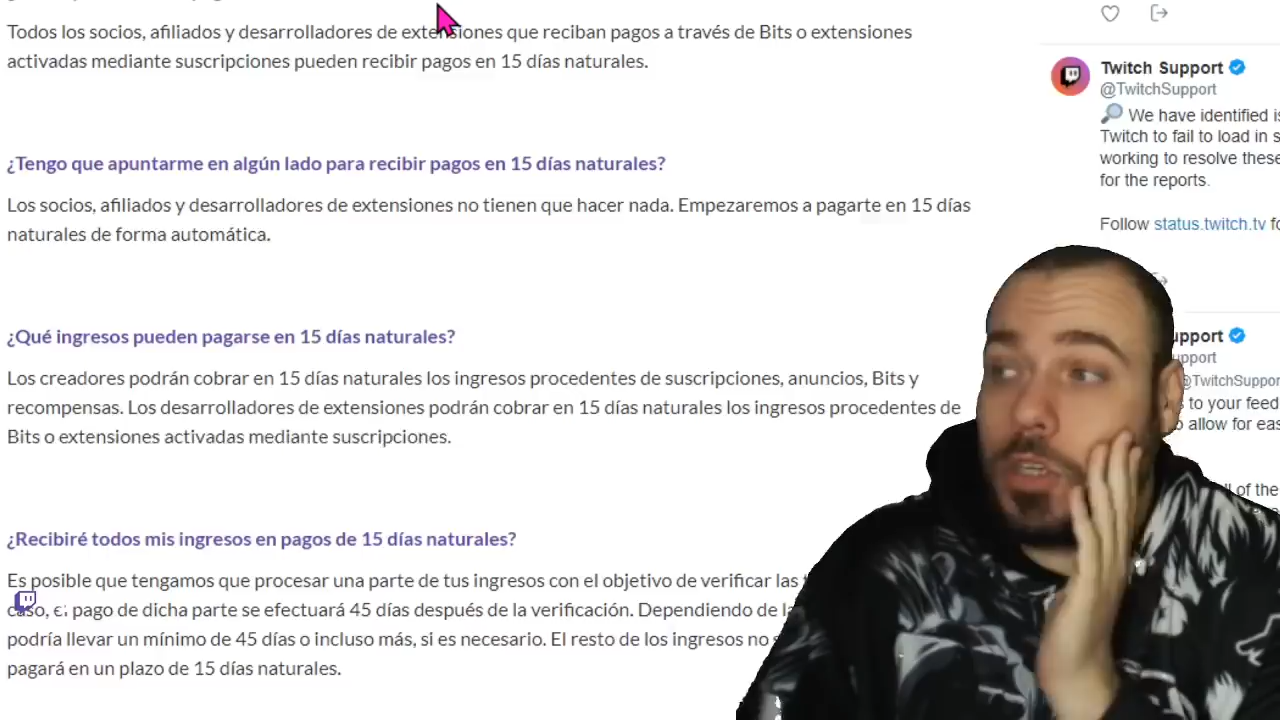 Todos los socios, afiliados y desarrolladores de extensiones que reciban pagos a través de Bits o extensiones
activadas mediante suscripciones pueden recibir pagos en 15 días naturales.
¿Tengo que apuntarme en algún lado para recibir pagos en 15 días naturales?
Los socios, afiliados y desarrolladores de extensiones no tienen que hacer nada. Empezaremos a pagarte en 15 días
naturales de forma automática.
¿Qué ingresos pueden pagarse en 15 días naturales?
Los creadores podrán cobrar en 15 días naturales los ingresos procedentes de suscripciones, anuncios, Bits y
recompensas. Los desarrolladores de extensiones podrán cobrar en 15 días naturales los ingresos procedentes de
Bits o extensiones activadas mediante suscripciones.
¿Recibiré todos mis ingresos en pagos de 15 días naturales?
Es posible que tengamos que procesar una parte de tus ingresos con el objetivo de verificar las
caso, el pago de dicha parte se efectuará 45 días después de la verificación. Dependiendo de la
podría llevar un mínimo de 45 días o incluso más, si es necesario. El resto de los ingresos no
pagará en un plazo de 15 días naturales.
Twitch Support
@TwitchSupport
We have identified
Twitch to fail to load in
working to resolve these
for the reports.
Follow status.twitch.tv
upport
upport
@TwitchSuppor
to your feed
allow for eas
of the